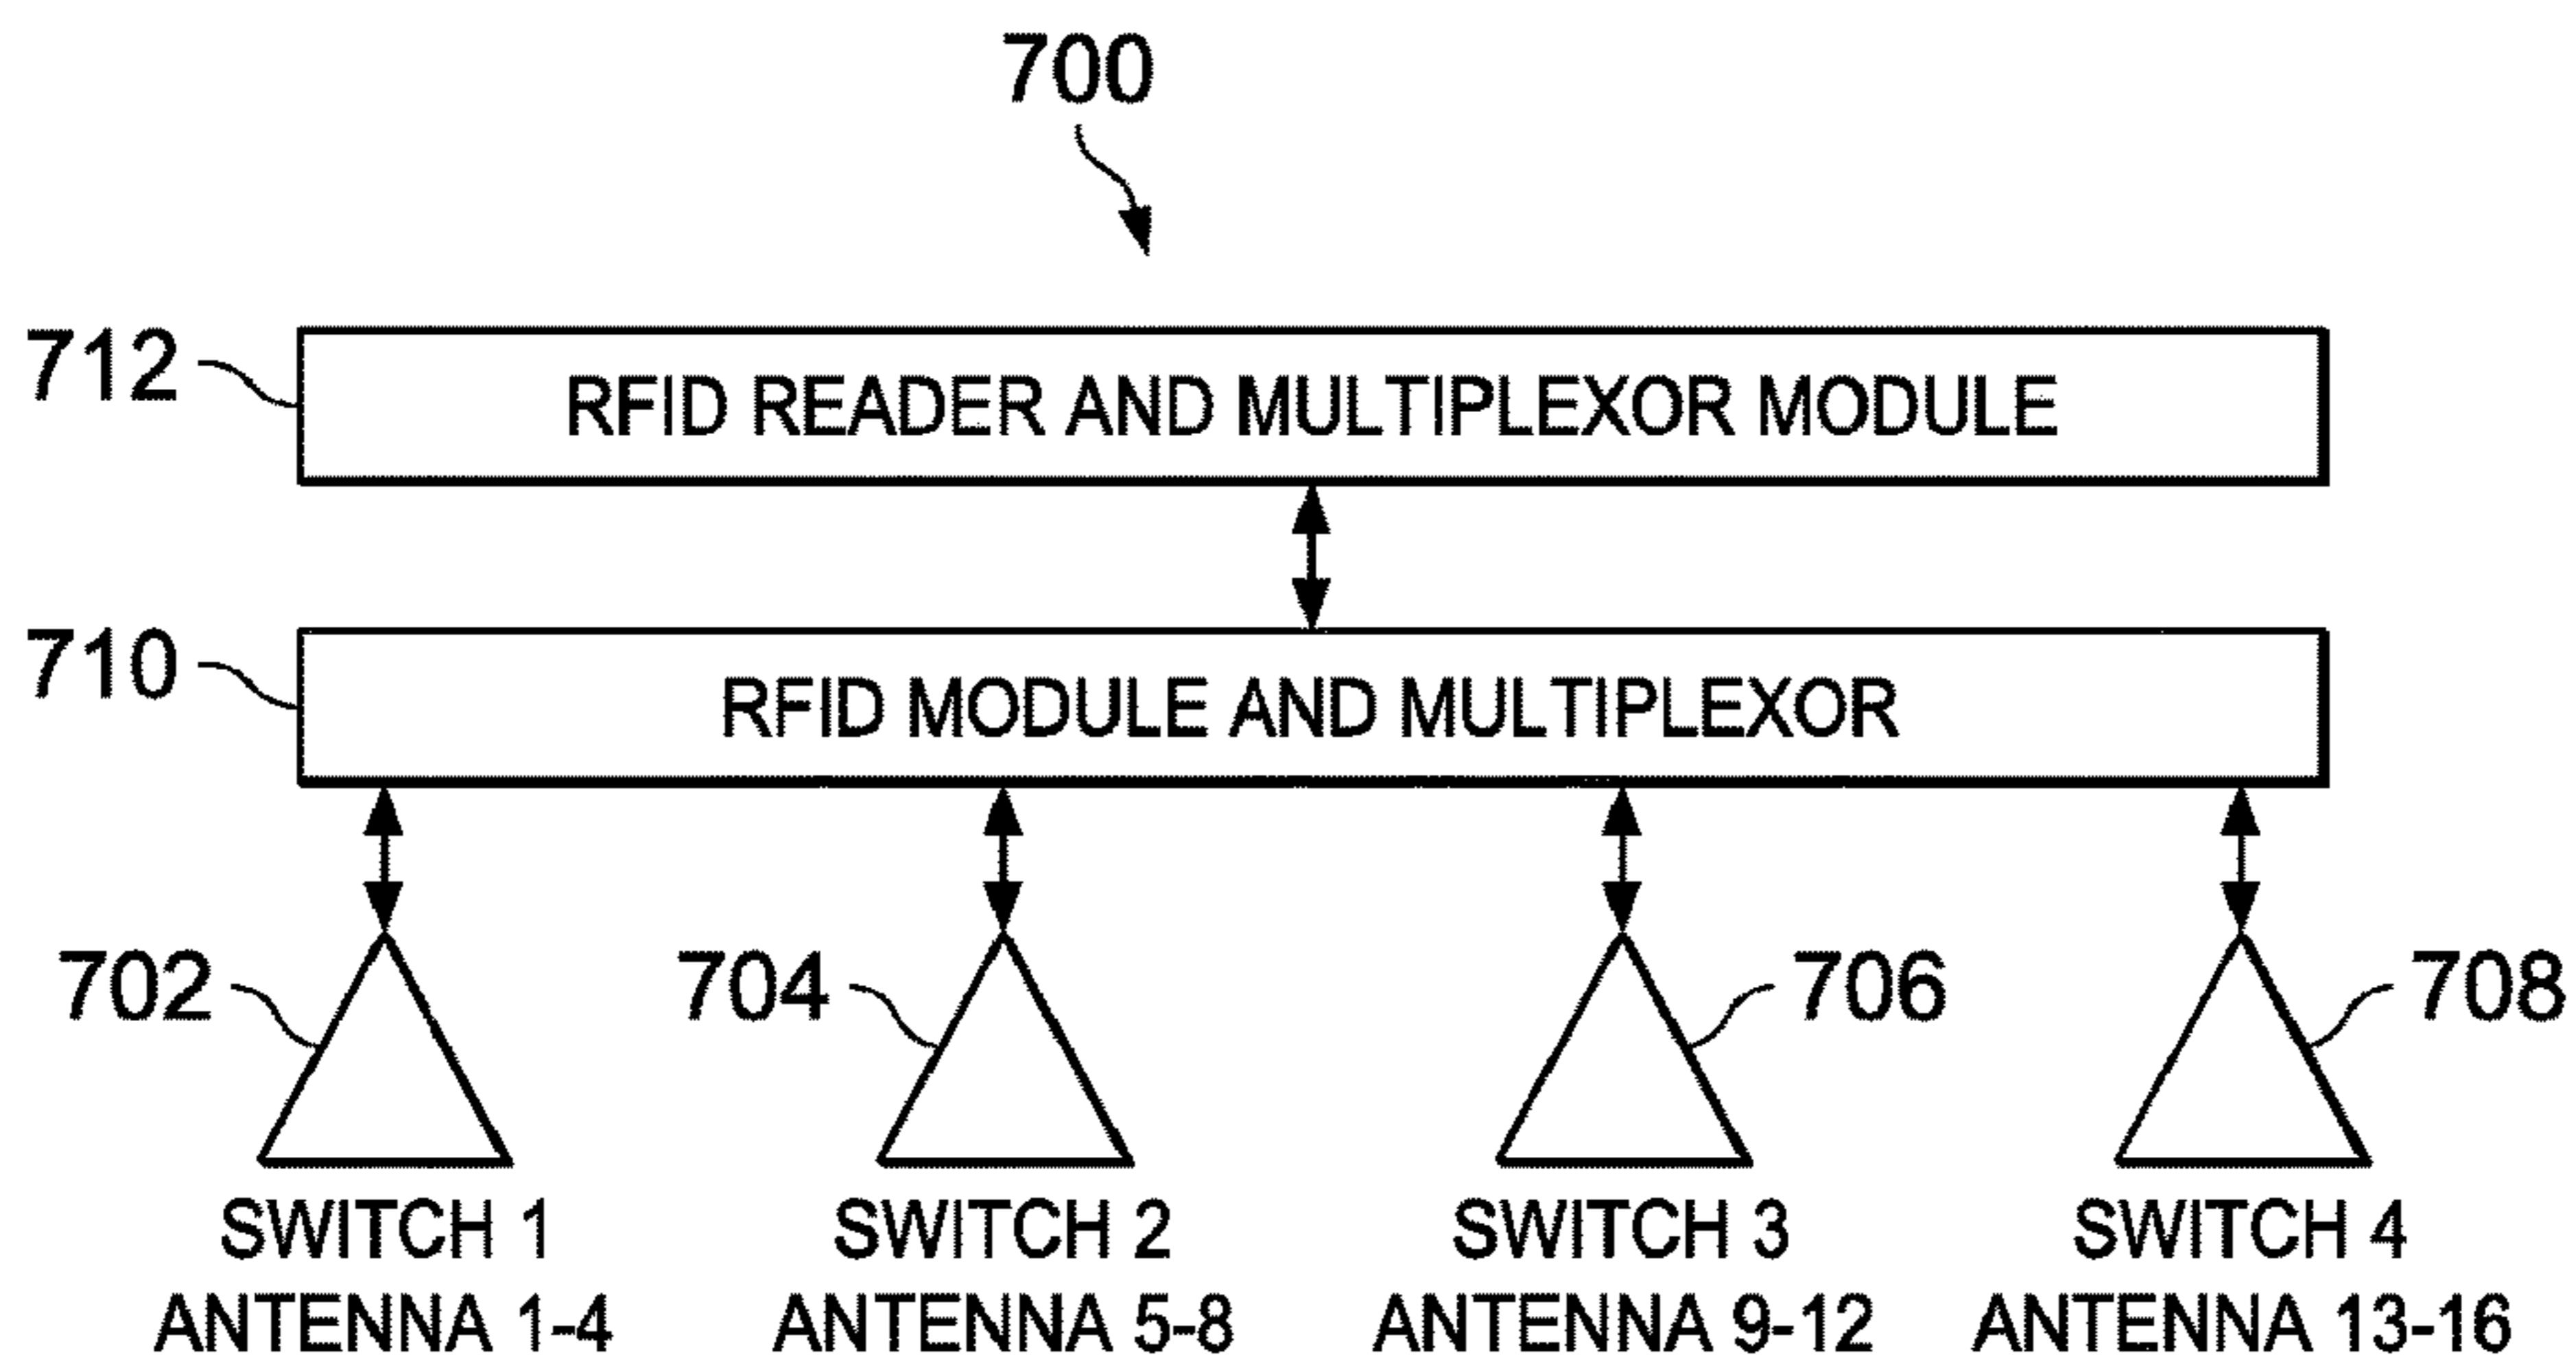 700
712
RFID READER AND MULTIPLEXOR MODULE
710
RFID MODULE AND MULTIPLEXOR
702
704
706
708
SWITCH 1
ANTENNA 1-4
SWITCH 2
ANTENNA 5-8
SWITCH 3
ANTENNA 9-12
SWITCH 4
ANTENNA 13-16